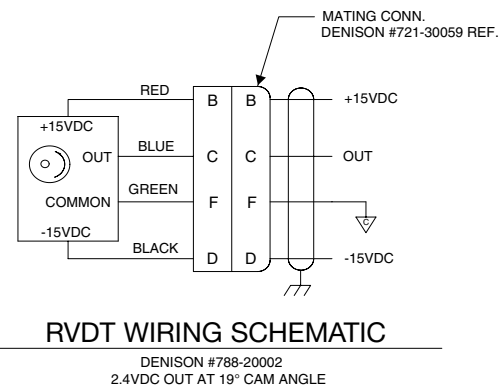 MATING CONN.
DENISON #721-30059 REF.
RED
B B +15VDC
+15VDC
OUT BLUE C C OUT
COMMON GREEN F F
C
-15VDC
BLACK D D -15VDC
RVDT WIRING SCHEMATIC
DENISON #788-20002
2.4VDC OUT AT 19° CAM ANGLE